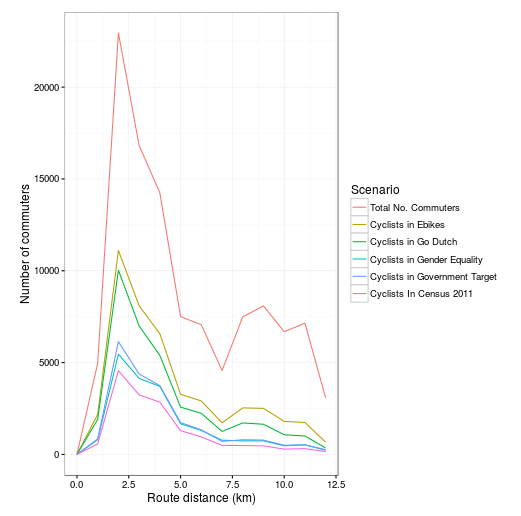 Number of commuters
20000
15000
10000
5000
0
0.0 2.5 5.0 7.5 10.0 12.5
Route distance (km)
Scenario
Total No. Commuters
Cyclists in Ebikes
Cyclists in Go Dutch
Cyclists in Gender Equality
Cyclists in Government Target
Cyclists In Census 2011